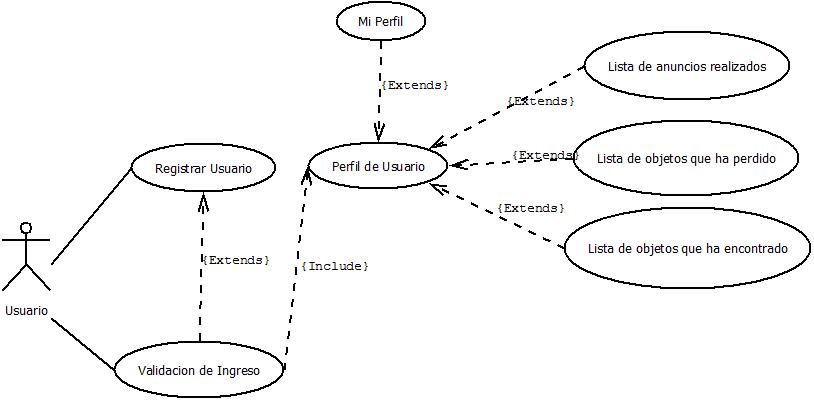 Mi Perfil
Lista de anuncios realizados
{Extends}
{Extends}
Registrar Usuario
Perfil de Usuario
{Extends}
Lista de objetos que ha perdido
{Extends}
Lista de objetos que ha encontrado
{Extends}
{Include}
Usuario
Validacion de Ingreso